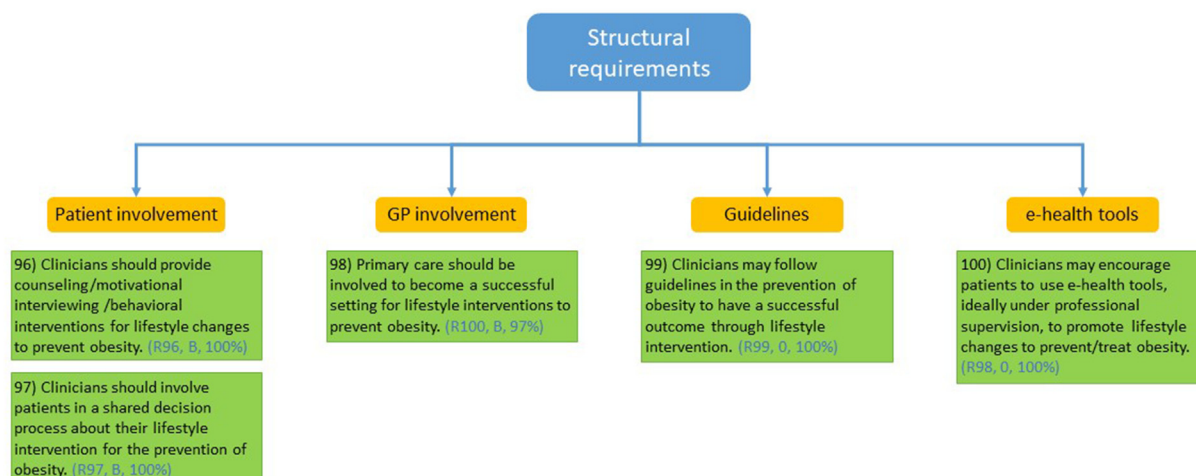 Structural
requirements
Patient involvement
96) Clinicians should provide
counseling/motivational
interviewing /behavioral
interventions for lifestyle changes
to prevent obesity. (R96, B, 100%)
97) Clinicians should involve
patients in a shared decision
process about their lifestyle
intervention for the prevention of
obesity. (R97, B, 100%)
GP involvement
98) Primary care should be
involved to become a successful
setting for lifestyle interventions to
prevent obesity. (R100, B, 97%)
Guidelines
99) Clinicians may follow
guidelines in the prevention of
obesity to have a successful
outcome through lifestyle
intervention. (R99, 0, 100%)
e-health tools
100) Clinicians may encourage
patients to use e-health tools,
ideally under professional
supervision, to promote lifestyle
changes to prevent/treat obesity.
(R98, 0, 100%)